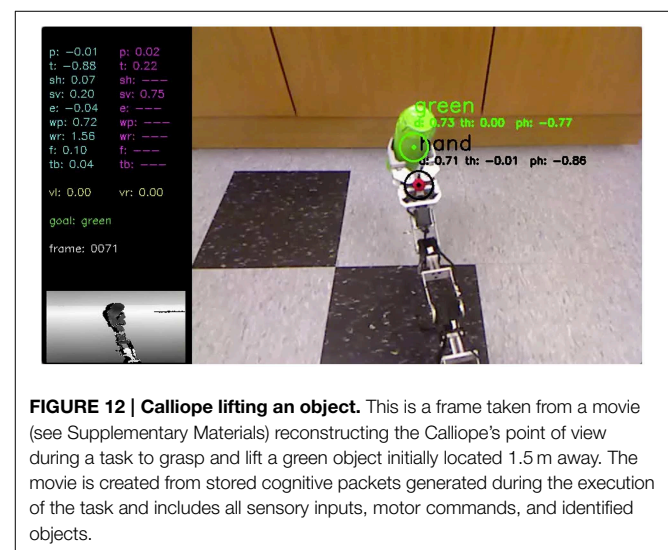 p: −0.01 p: 0.02
t: −0.88 t: 0.22
sh: 0.07 sh: −−−
sv: 0.20 sv: 0.75
e: −0.04 e: −−−
wp: 0.72 wp: −−−
wr: 1.56 wr: −−−
f: 0.10 f: −−−
tb: 0.04 tb: −−−
vl: 0.00 vr: 0.00
goal: green
frame: 0071
green
d: 0.73 th: 0.00 ph: −0.77
hand
d: 0.71 th: −0.01 ph: −0.86
FIGURE 12 | Calliope lifting an object. This is a frame taken from a movie
(see Supplementary Materials) reconstructing the Calliope's point of view
during a task to grasp and lift a green object initially located 1.5 m away. The
movie is created from stored cognitive packets generated during the execution
of the task and includes all sensory inputs, motor commands, and identified
objects.